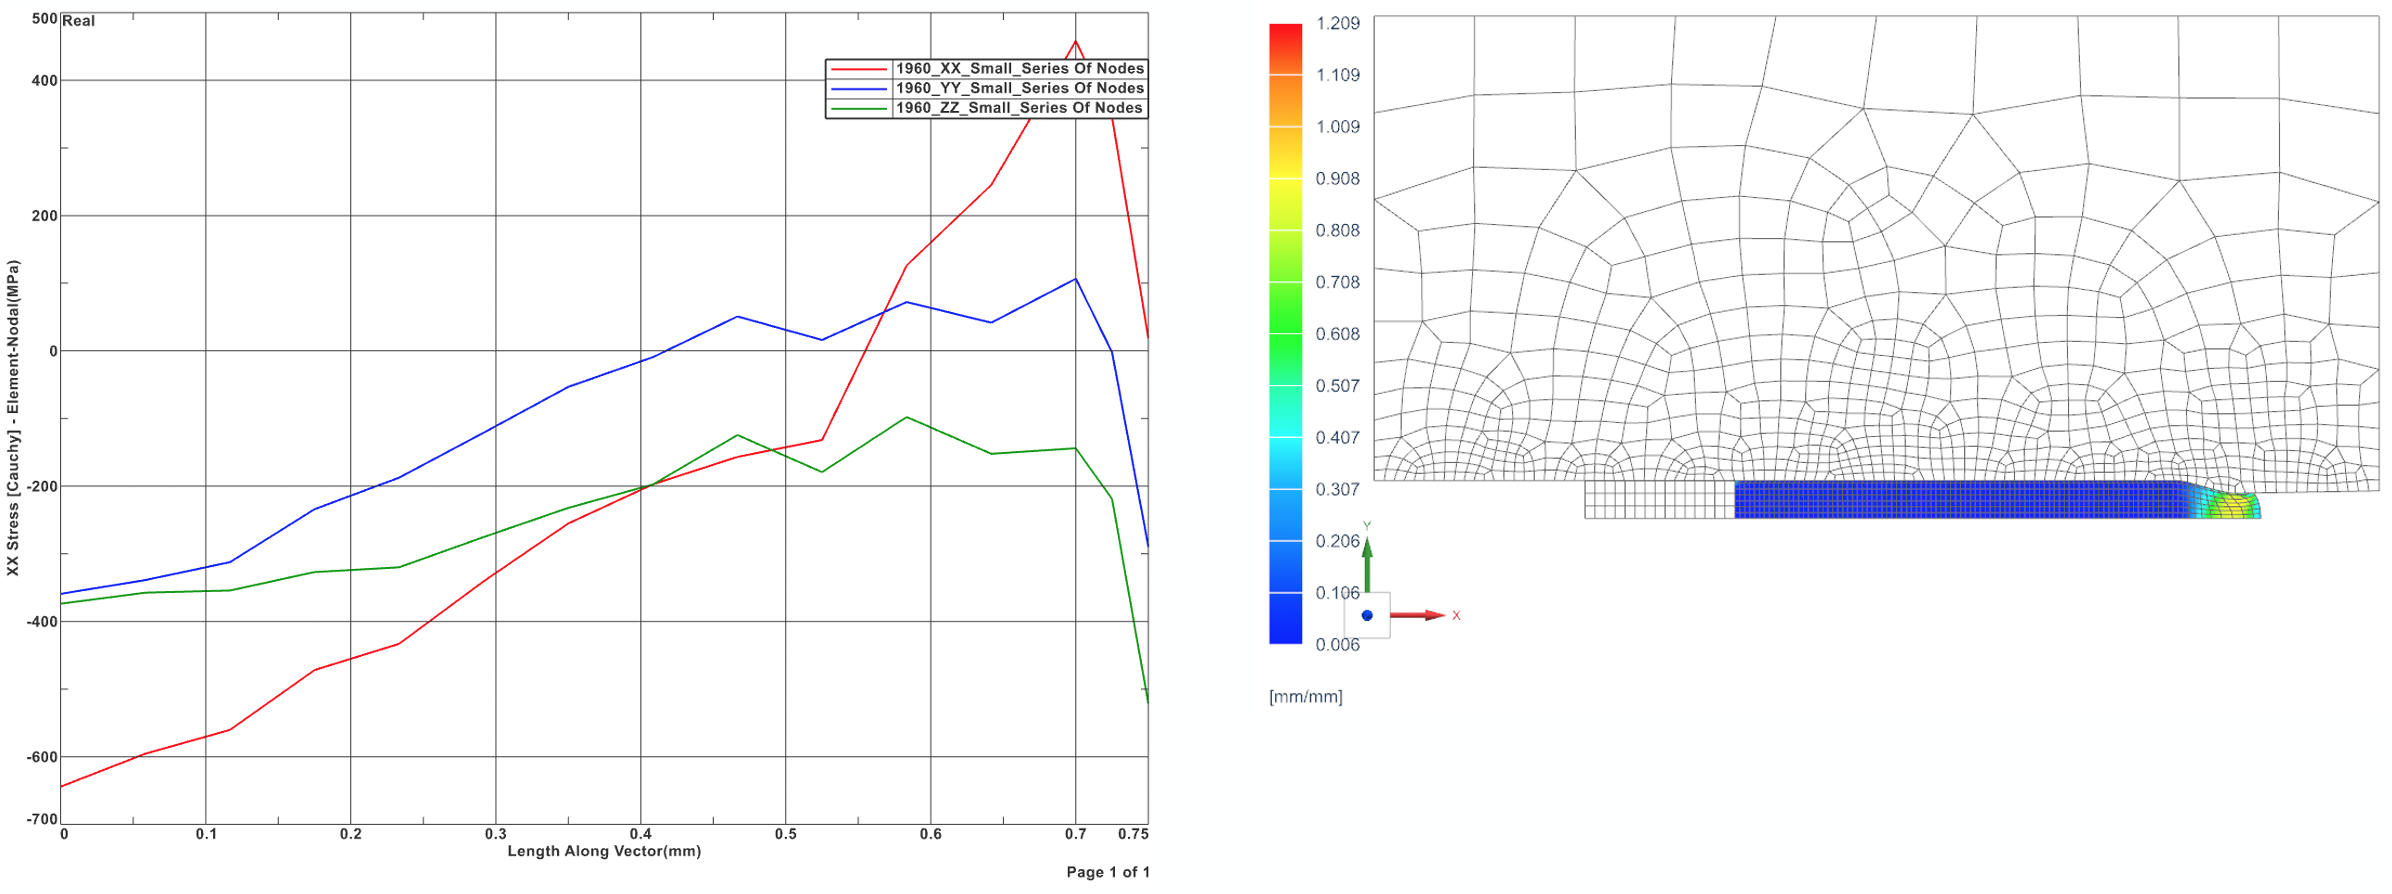 500 Real
400
200
0
-200
-400
-600
-700
XX Stress [Cauchy] - Element-Nodal(MPa)
1960_XX_Small_Series Of Nodes
1960_YY_Small_Series Of Nodes
1960_ZZ_Small_Series Of Nodes
0 0.1 0.2 0.3 0.4 0.5 0.6 0.7 0.75
Length Along Vector(mm)
Page 1 of 1
1.209
1.109
1.009
0.908
0.808
0.708
0.608
0.507
0.407
0.307
0.206
0.106
0.006
[mm/mm]
Y
X